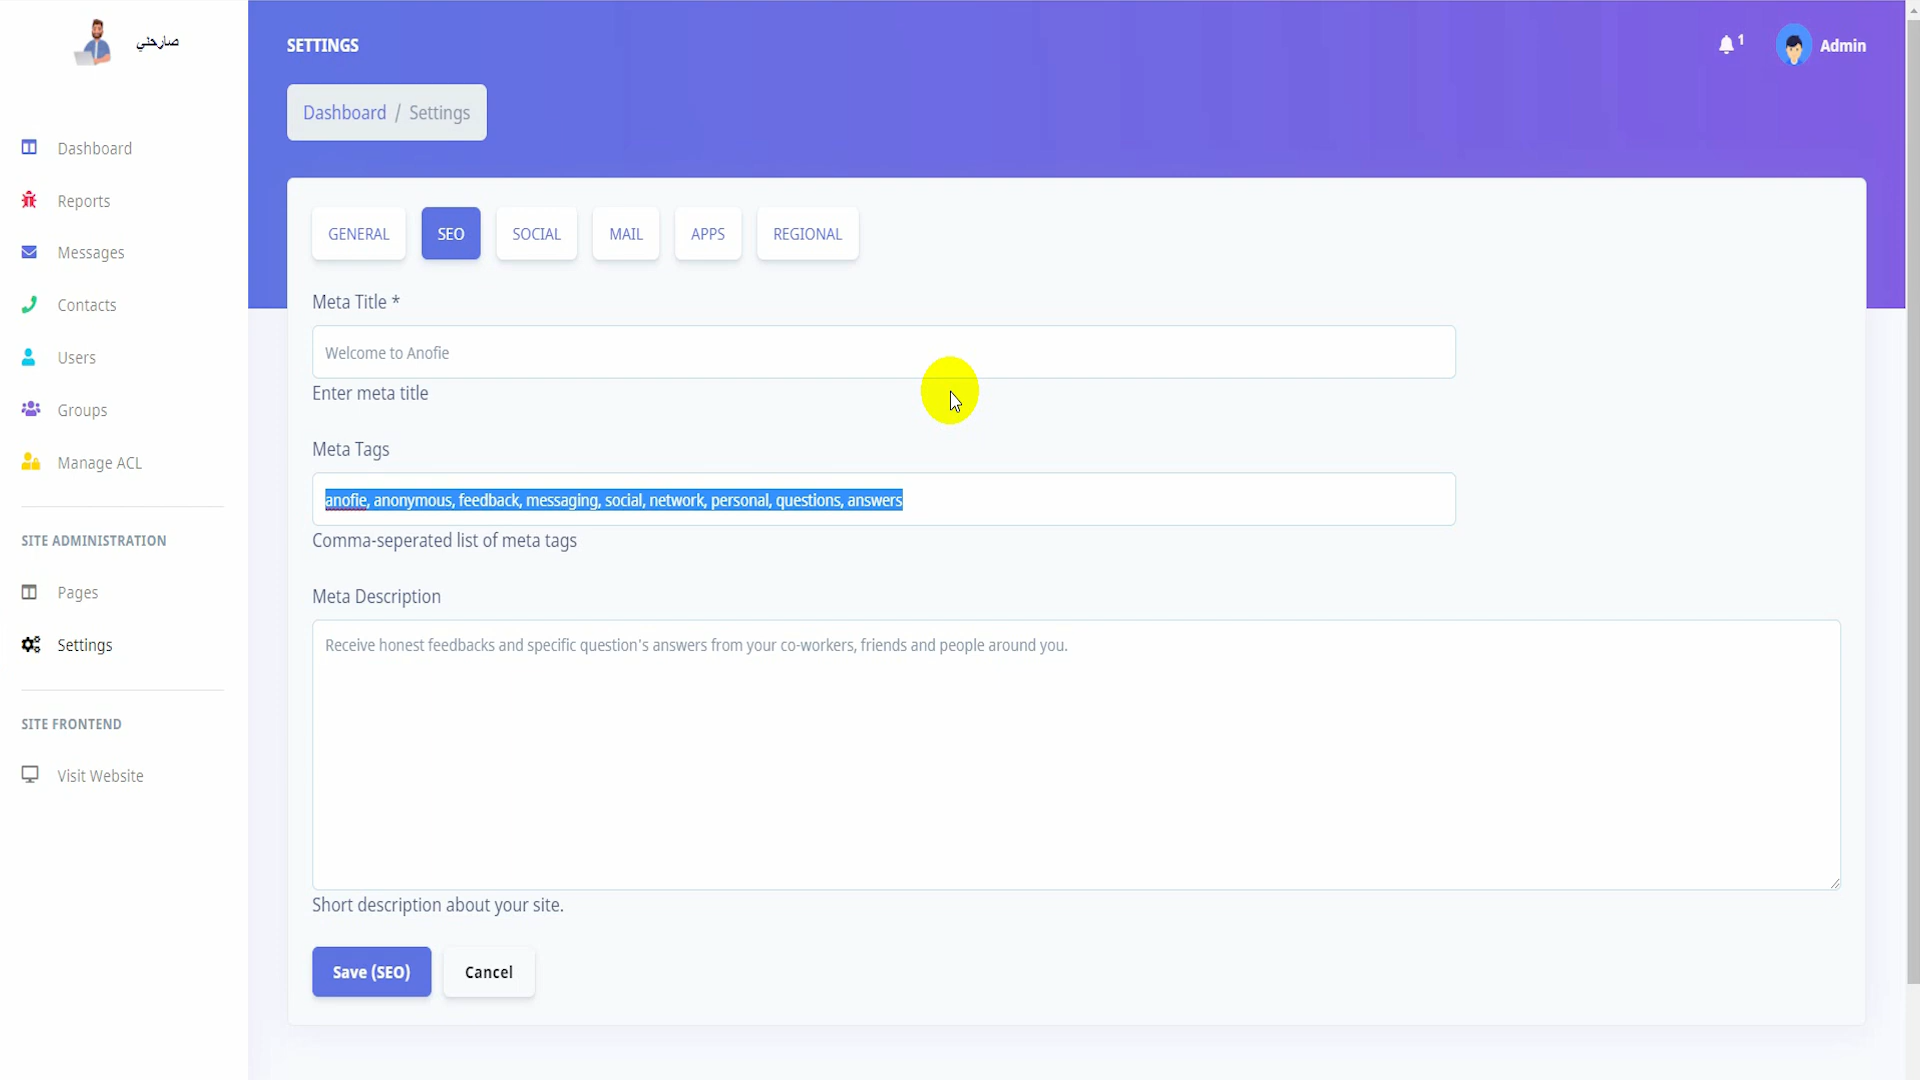 صارحني
Dashboard
Reports
Messages
Contacts
Users
Groups
Manage ACL
SITE ADMINISTRATION
Pages
Settings
SITE FRONTEND
Visit Website
SETTINGS
1
Admin
Dashboard / Settings
GENERAL SEO SOCIAL MAIL APPS REGIONAL
Meta Title *
Welcome to Anofie
Enter meta title
Meta Tags
anofie, anonymous, feedback, messaging, social, network, personal, questions, answers
Comma-seperated list of meta tags
Meta Description
Receive honest feedbacks and specific question's answers from your co-workers, friends and people around you.
Short description about your site.
Save (SEO) Cancel